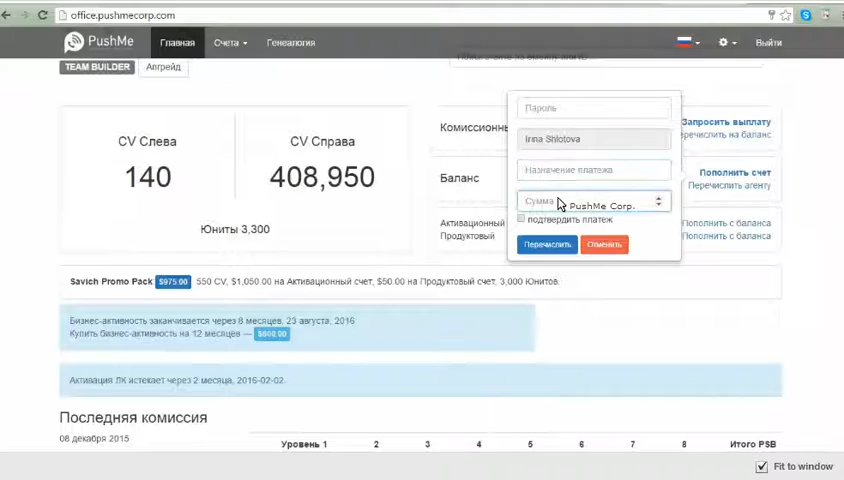 office.pushmecorp.com
PushMe
Главная
Счета
Генеалогия
Выйти
TEAM BUILDER
Апгрейд
CV Слева
CV Справа
140
408,950
Юниты 3,300
Комиссионны
Запросить выплату
еречислить на баланс
Баланс
Пополнить счет
Перечислить агенту
Активационный
Пополнить с баланса
Продуктовый
Пополнить с баланса
Пароль
Irina Shlotova
Назначение платежа
Сумма
PushMe Corp.
подтвердить платеж
Перечислить
Отменить
Savich Promo Pack $975.00 550 CV, $1,050.00 на Активационный счет, $50.00 на Продуктовый счет, 3,000 Юнитов.
Бизнес-активность заканчивается через 8 месяцев, 23 августа, 2016
Купить бизнес-активность на 12 месяцев — $600.00
Активация ЛК истекает через 2 месяца, 2016-02-02.
Последняя комиссия
08 декабря 2015
Уровень 1 2 3 4 5 6 7 8 Итого PSB
Fit to window